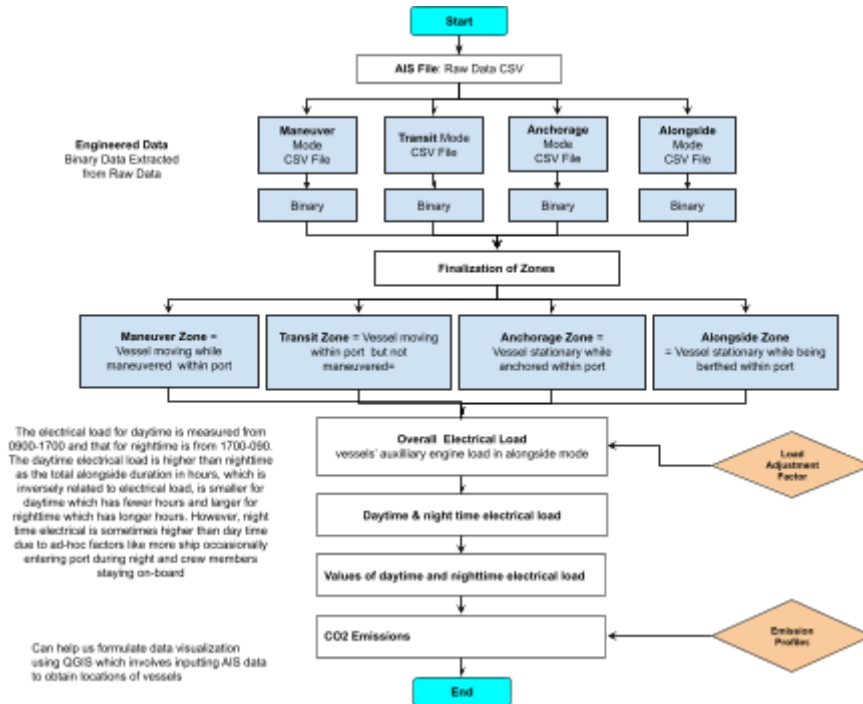 Start
AIS File: Raw Data CSV
Engineered Data
Binary Data Extracted
from Raw Data
Maneuver
Mode
CSV File
Transit Mode
CSV File
Anchorage
Mode
CSV File
Alongside
Mode
CSV File
Binary
Binary
Binary
Binary
Finalization of Zones
Maneuver Zone =
Vessel moving while
maneuvered within port
Transit Zone = Vessel moving
within port but not
maneuvered=
Anchorage Zone =
Vessel stationary while
anchored within port
Alongside Zone
= Vessel stationary while being
berthed within port
The electrical load for daytime is measured from
0900-1700 and that for nighttime is from 1700-090.
The daytime electrical load is higher than nighttime
as the total alongside duration in hours, which is
inversely related to electrical load, is smaller for
daytime which has fewer hours and larger for
nighttime which has longer hours. However, night
time electrical is sometimes higher than day time
due to ad-hoc factors like more ship occasionally
entering port during night and crew members
staying on-board
Overall Electrical Load
vessels' auxilliary engine load in alongside mode
Load
Adjustment
Factor
Daytime & night time electrical load
Values of daytime and nighttime electrical load
CO2 Emissions
Emission
Profiles
Can help us formulate data visualization
using QGIS which involves inputting AIS data
to obtain locations of vessels
End